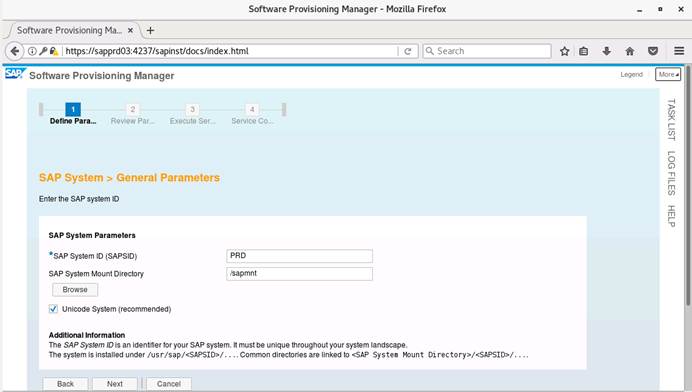 Software Provisioning Manager - Mozilla Firefox
Software Provisioning Ma...
https://sapprd03:4237/sapinst/docs/index.html
Search
SAP Software Provisioning Manager
Legend
More
1 2 3 4
Define Para... Review Par... Execute Ser... Service Co...
TASK LIST
LOG FILES
HELP
SAP System > General Parameters
Enter the SAP system ID
SAP System Parameters
*SAP System ID (SAPSID) PRD
SAP System Mount Directory /sapmnt
Browse
Unicode System (recommended)
Additional Information
The SAP System ID is an identifier for your SAP system. It must be unique throughout your system landscape.
The system is installed under /usr/sap/<SAPSID>/.... Common directories are linked to <SAP System Mount Directory>/<SAPSID>/....
Back Next Cancel